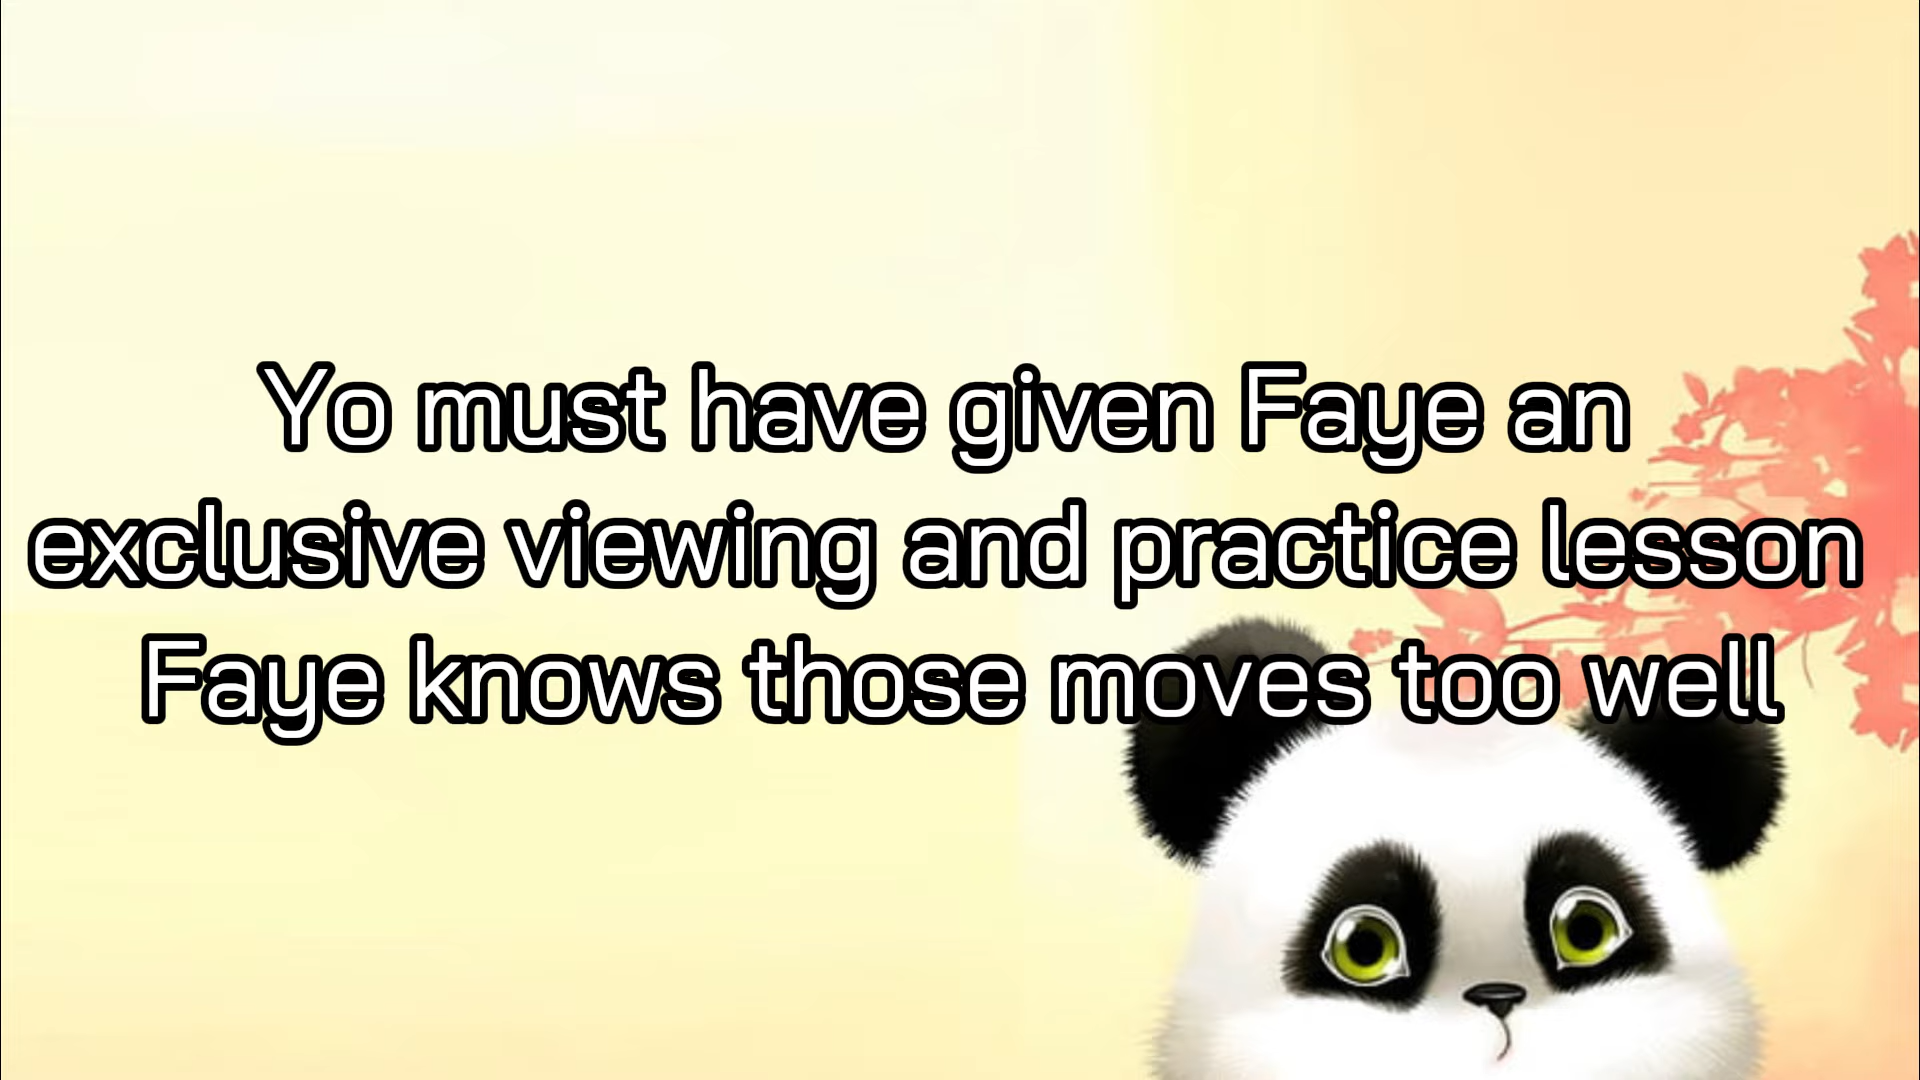 Yo must have given Faye an
exclusive viewing and practice lesson
Faye knows those moves too well